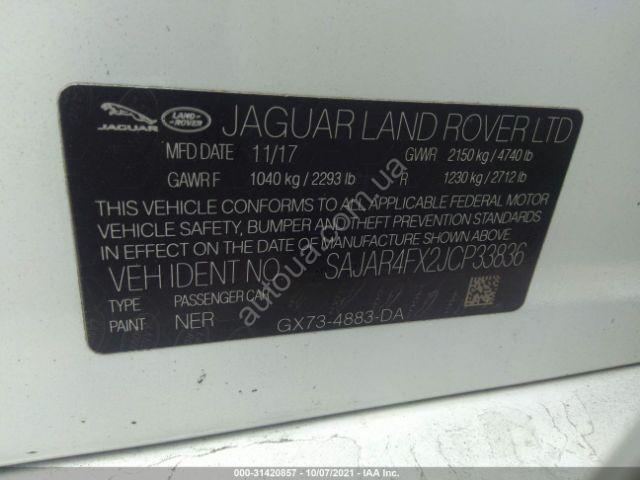 JAGUAR LAND-ROVER JAGUAR LAND ROVER LTD
MFD DATE 11/17 GVWR 2150 kg / 4740 lb
GAWR F 1040 kg / 2293 lb R 1230 kg / 2712 lb
THIS VEHICLE CONFORMS TO ALL APPLICABLE FEDERAL MOTOR
VEHICLE SAFETY, BUMPER AND THEFT PREVENTION STANDARDS
IN EFFECT ON THE DATE OF MANUFACTURE SHOWN ABOVE.
VEH IDENT NO SAJAR4FX2JCP33836
TYPE PASSENGER CAR
PAINT NER GX73-4883-DA
autoua.com.ua
000-31420857 - 10/07/2021 - IAA Inc.